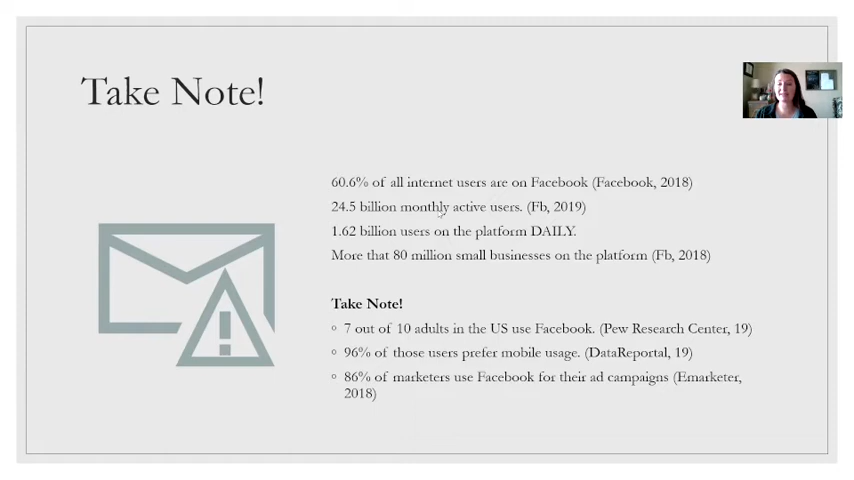 Take Note!
60.6% of all internet users are on Facebook (Facebook, 2018)
24.5 billion monthly active users. (Fb, 2019)
1.62 billion users on the platform DAILY.
More that 80 million small businesses on the platform (Fb, 2018)
Take Note!
7 out of 10 adults in the US use Facebook. (Pew Research Center, 19)
96% of those users prefer mobile usage. (DataReportal, 19)
86% of marketers use Facebook for their ad campaigns (Emarketer,
2018)